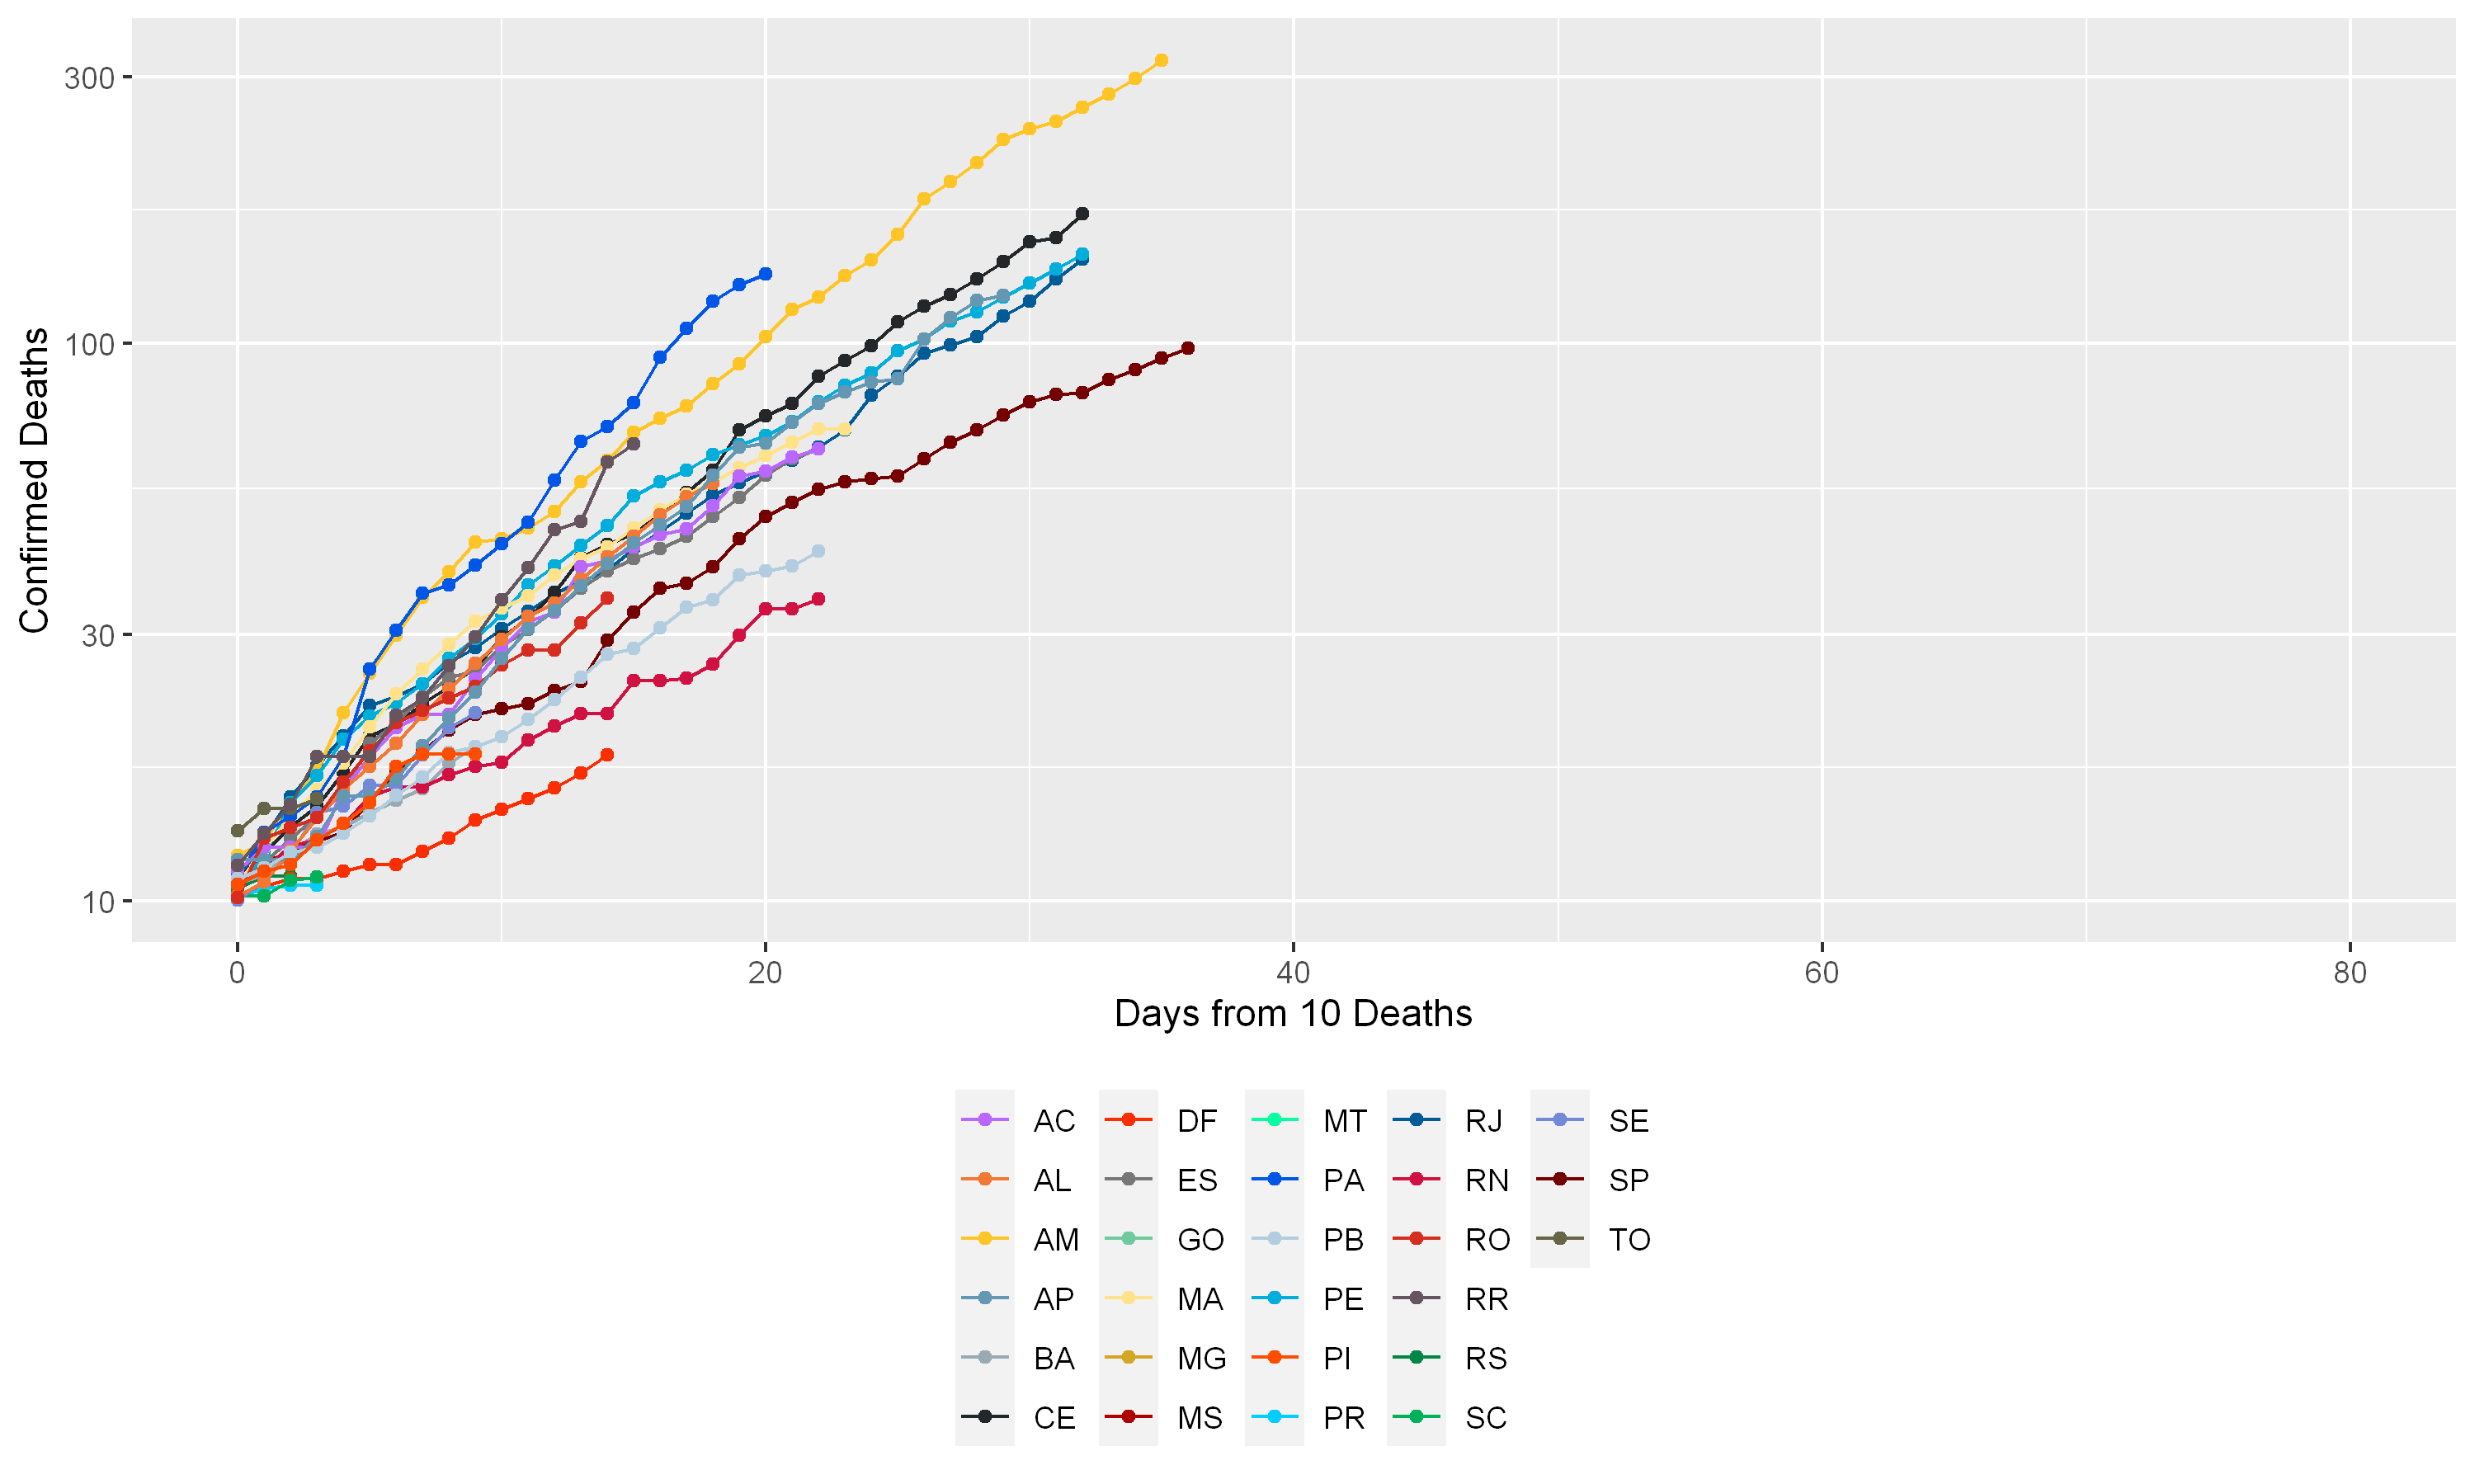 Confirmed Deaths
300
100
30
10
0 20 40 60 80
Days from 10 Deaths
AC DF MT RJ SE
AL ES PA RN SP
AM GO PB RO TO
AP MA PE RR
BA MG PI RS
CE MS PR SC